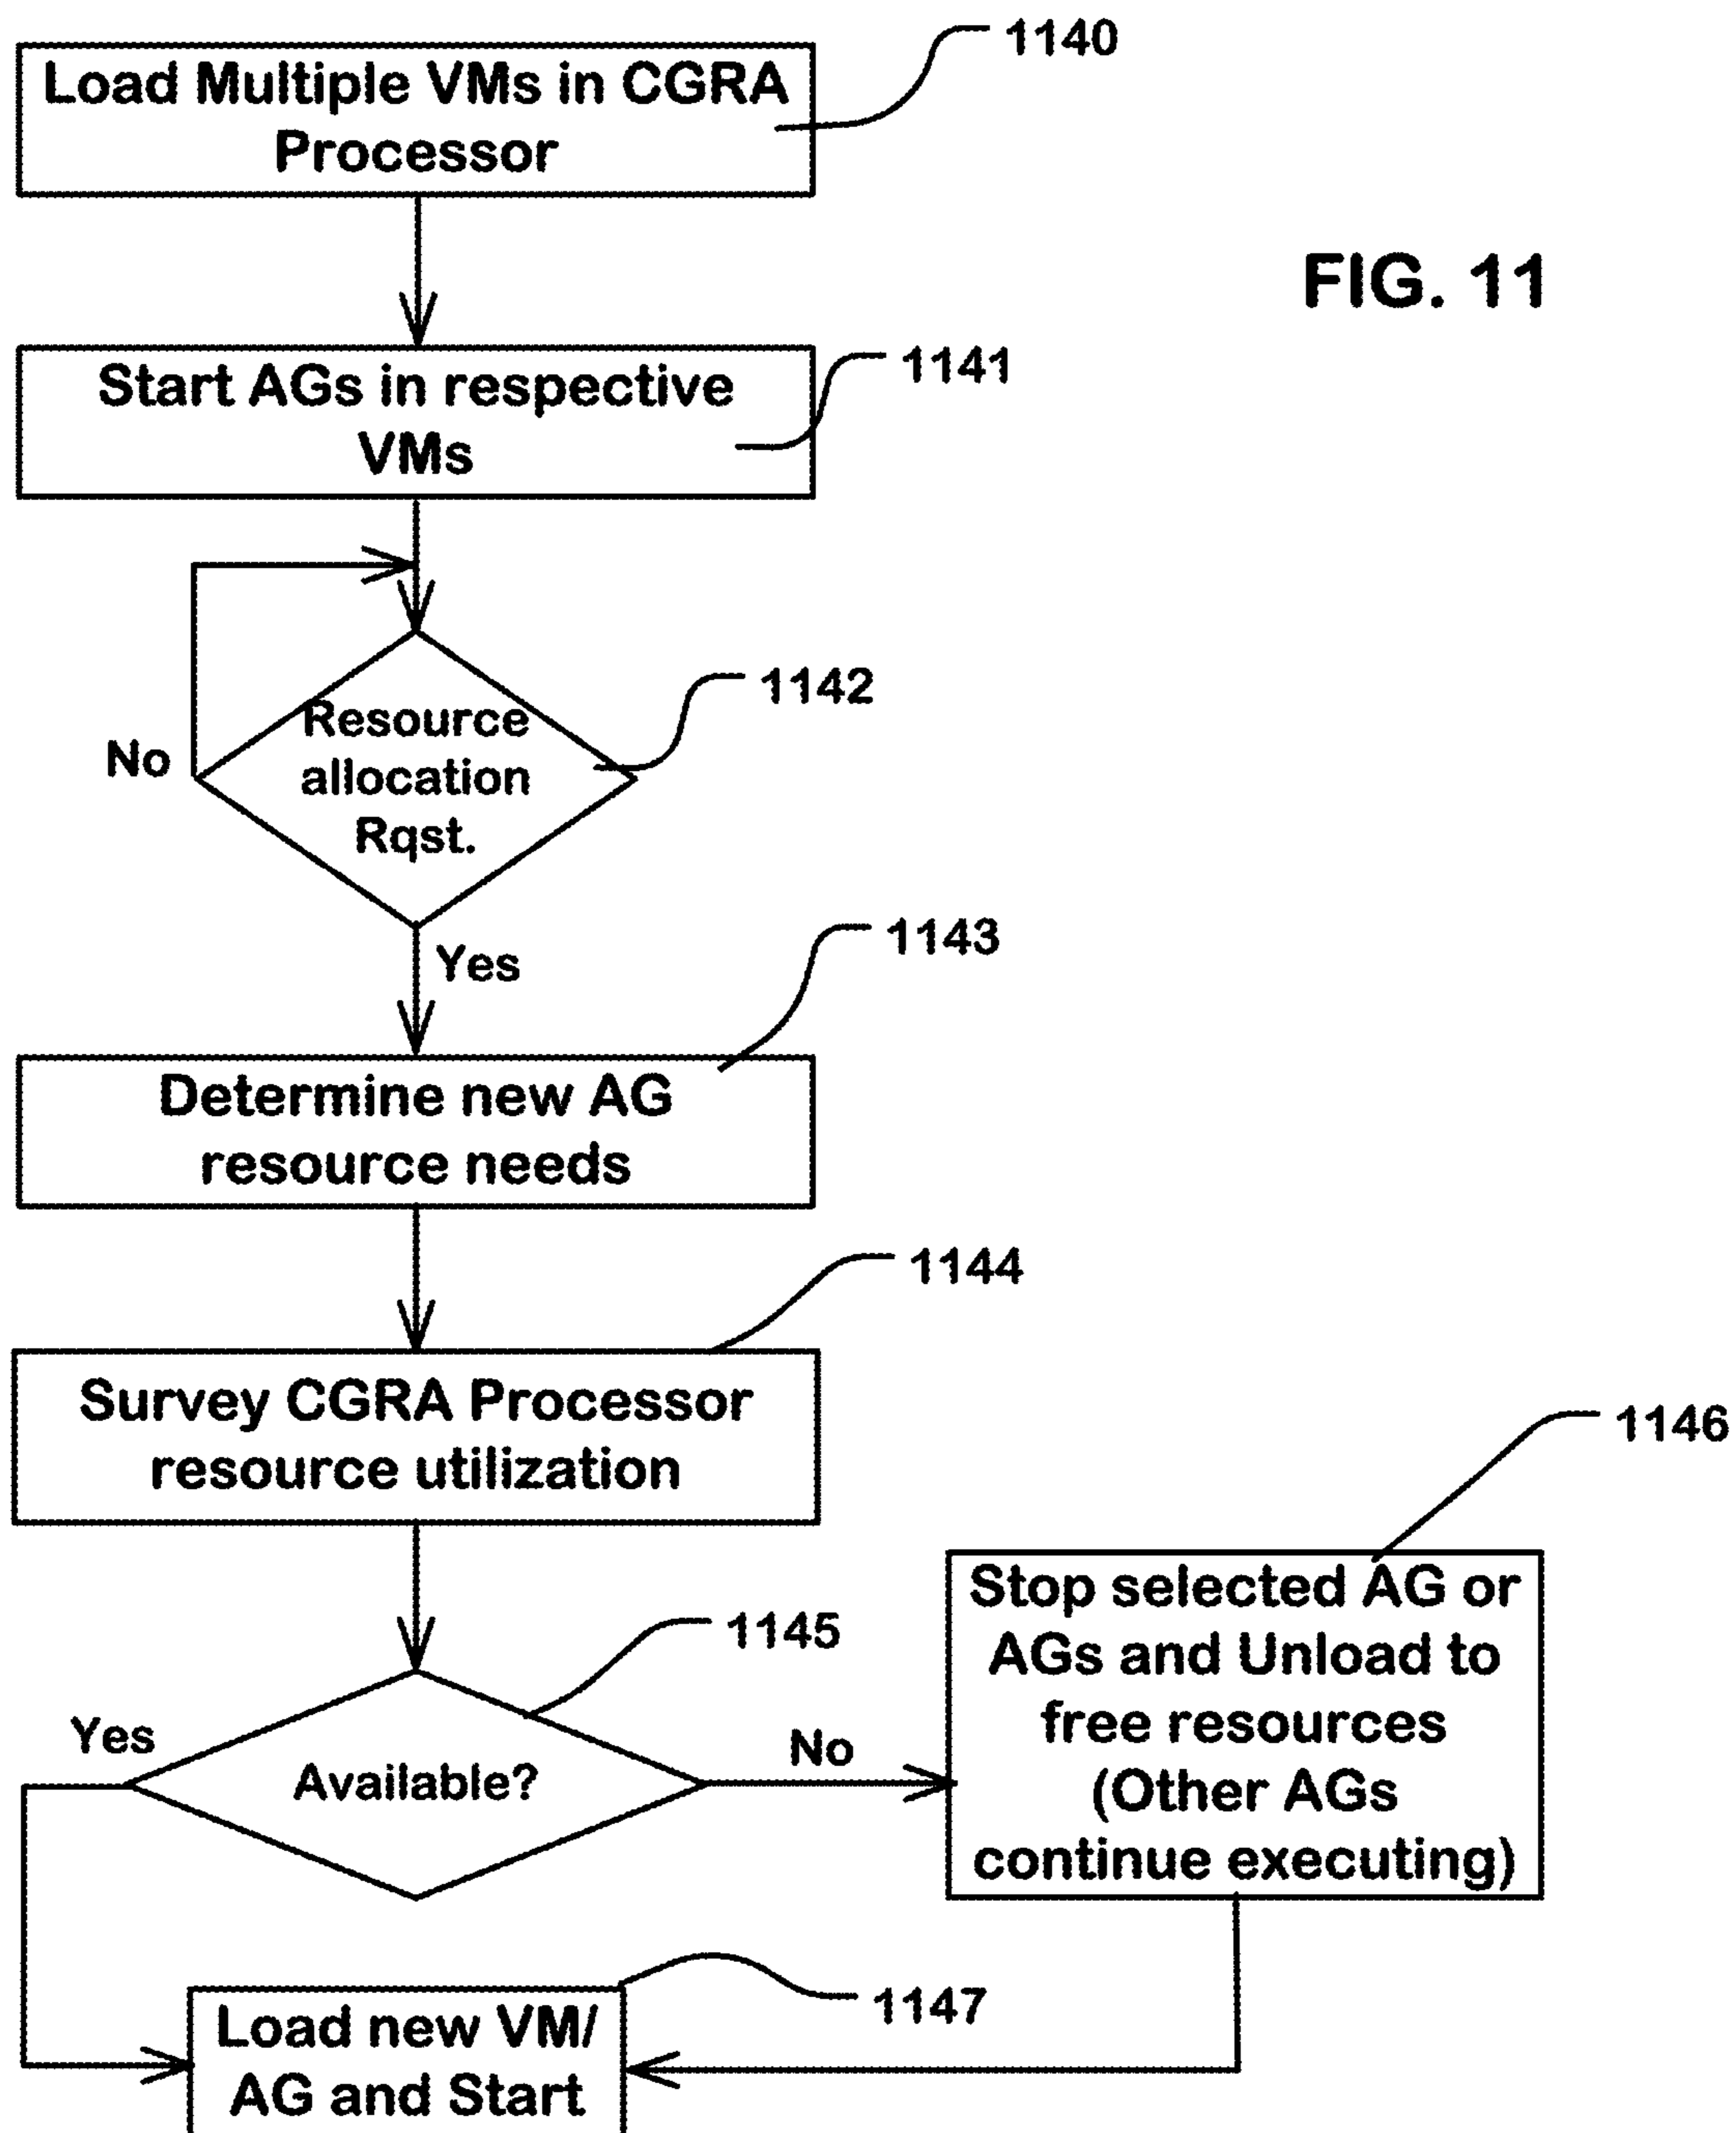 1140
Load Multiple VMs in CGRA
Processor
FIG. 11
1141
Start AGs in respective
VMs
1142
Resource
allocation
Rqst.
No
Yes
1143
Determine new AG
resource needs
1144
Survey CGRA Processor
resource utilization
1145
Available?
Yes
No
1146
Stop selected AG or
AGs and Unload to
free resources
(Other AGs
continue executing)
1147
Load new VM/
AG and Start